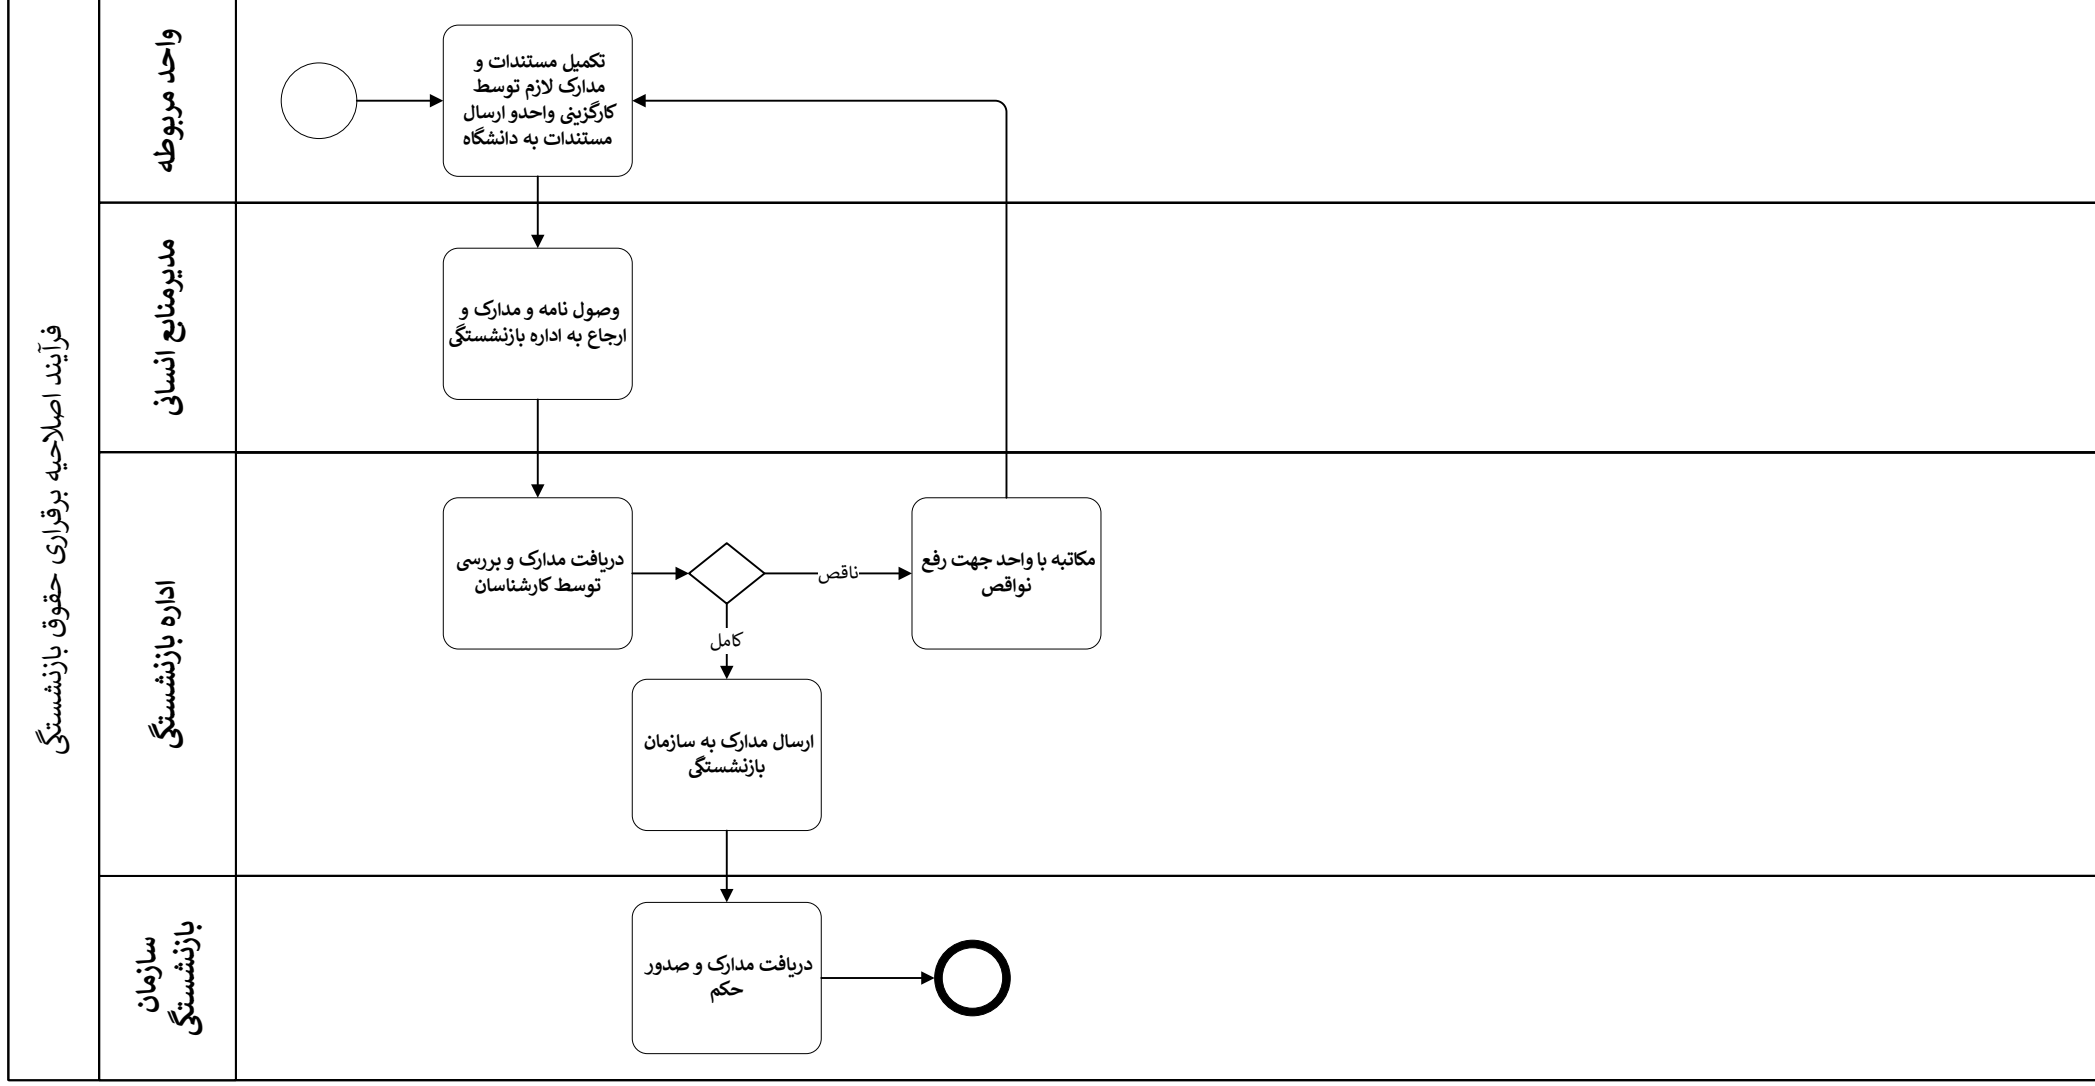 فرآیند اصلاحیه برقراری حقوق بازنشستگی
واحد مربوطه
تکمیل مستندات و
مدارک لازم توسط
کارگزینی واحدو ارسال
مستندات به دانشگاه
مدیرمنابع انسانی
وصول نامه و مدارک و
ارجاع به اداره بازنشستگی
اداره بازنشستگی
دریافت مدارک و بررسی
توسط کارشناسان
ناقص
مکاتبه با واحد جهت رفع
نواقص
کامل
ارسال مدارک به سازمان
بازنشستگی
سازمان
بازنشستگی
دریافت مدارک و صدور
حکم